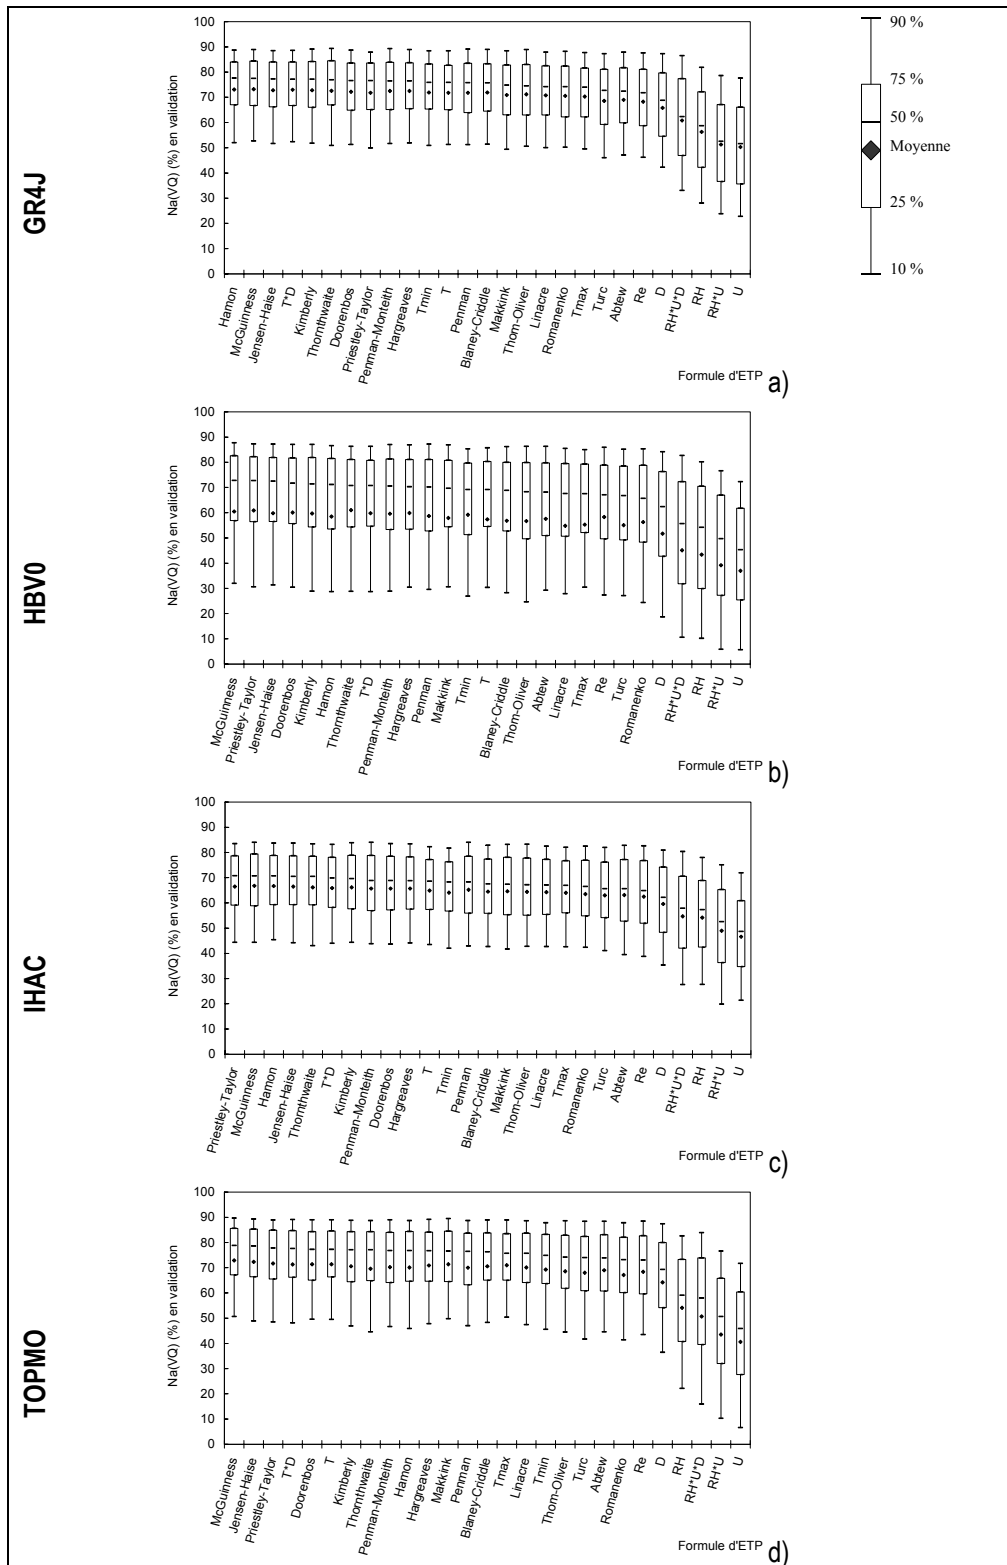 GR4J
Na(VQ) (%) en validation
100
90
80
70
60
50
40
30
20
10
0
Hamon
McGuinness
Jensen-Haise
T*D
Kimberly
Thornthwaite
Doorenbos
Priestley-Taylor
Penman-Monteith
Hargreaves
Tmin
T
Penman
Blaney-Criddle
Makkink
Thom-Oliver
Linacre
Romanenko
Tmax
Turc
Abtew
Re
D
RH*U*D
RH
RH*U
U
Formule d'ETP a)
90 %
75 %
50 %
Moyenne
25 %
10 %
HBV0
Na(VQ) (%) en validation
100
90
80
70
60
50
40
30
20
10
0
McGuinness
Priestley-Taylor
Jensen-Haise
Doorenbos
Kimberly
Hamon
Thornthwaite
T*D
Penman-Monteith
Hargreaves
Penman
Makkink
Tmin
T
Blaney-Criddle
Thom-Oliver
Abtew
Linacre
Tmax
Re
Turc
Romanenko
D
RH*U*D
RH
RH*U
U
Formule d'ETP b)
IHAC
Na(VQ) (%) en validation
100
90
80
70
60
50
40
30
20
10
0
Priestley-Taylor
McGuinness
Hamon
Jensen-Haise
Thornthwaite
T*D
Kimberly
Penman-Monteith
Doorenbos
Hargreaves
T
Tmin
Penman
Blaney-Criddle
Makkink
Thom-Oliver
Linacre
Tmax
Romanenko
Turc
Abtew
Re
D
RH*U*D
RH
RH*U
U
Formule d'ETP c)
TOPMO
Na(VQ) (%) en validation
100
90
80
70
60
50
40
30
20
10
0
McGuinness
Jensen-Haise
Priestley-Taylor
T*D
Doorenbos
T
Kimberly
Thornthwaite
Penman-Monteith
Hamon
Hargreaves
Makkink
Penman
Blaney-Criddle
Tmax
Linacre
Tmin
Thom-Oliver
Turc
Abtew
Romanenko
Re
D
RH
RH*U*D
RH*U
U
Formule d'ETP d)